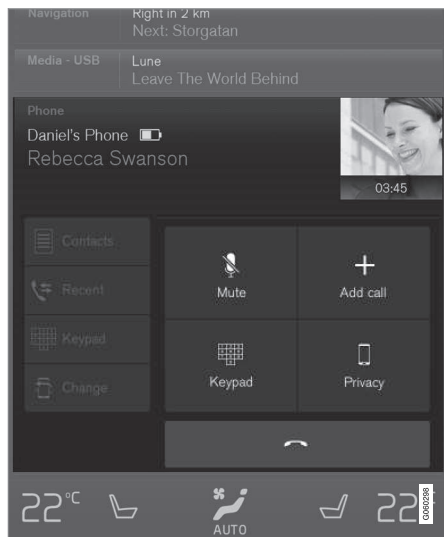 Navigation
Right in 2 km
Next: Storgatan
Media - USB
Lune
Leave The World Behind
Phone
Daniel's Phone
Rebecca Swanson
03:45
Contacts
Recent
Keypad
Change
Mute
Add call
Keypad
Privacy
22°C
AUTO
22
G060298